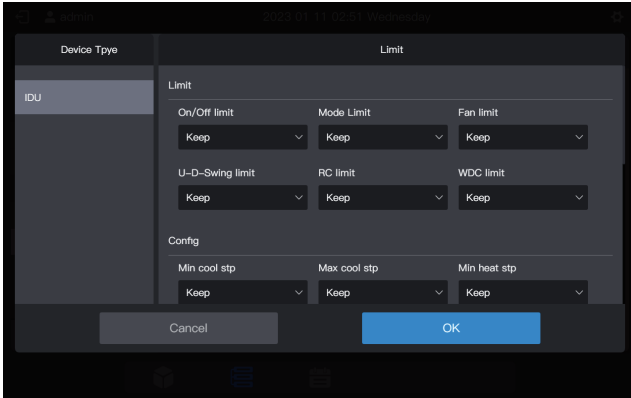 admin 2023 01 11 02:51 Wednesday
Device Tpye
Limit
IDU
Limit
On/Off limit Mode Limit Fan limit
Keep Keep Keep
U-D-Swing limit RC limit WDC limit
Keep Keep Keep
Config
Min cool stp Max cool stp Min heat stp
Keep Keep Keep
Cancel OK